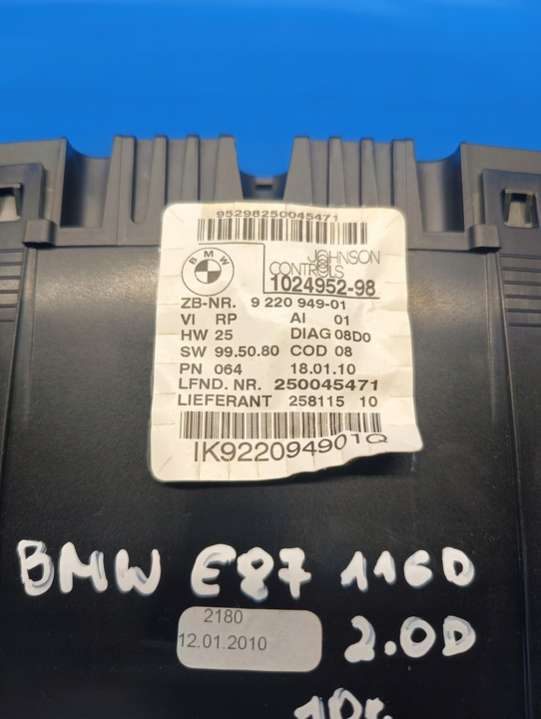 95298250045471
BMW
JOHNSON
CONTROLS
1024952-98
ZB-NR. 9 220 949-01
VI RP AI 01
HW 25 DIAG 08D0
SW 99.50.80 COD 08
PN 064 18.01.10
LFND. NR. 250045471
LIEFERANT 258115 10
IK922094901Q
BMW E87 116D
2180
12.01.2010
2.0D